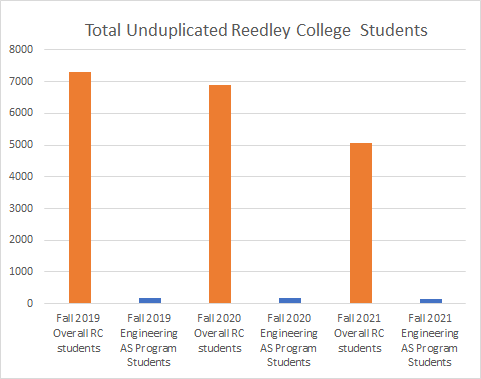 Total Unduplicated Reedley College  Students
8000
7000
6000
5000
4000
3000
2000
1000
0
Fall 2019
Overall RC
students
Fall 2019
Engineering
AS Program
Students
Fall 2020
Overall RC
students
Fall 2020
Engineering
AS Program
Students
Fall 2021
Overall RC
students
Fall 2021
Engineering
AS Program
Students